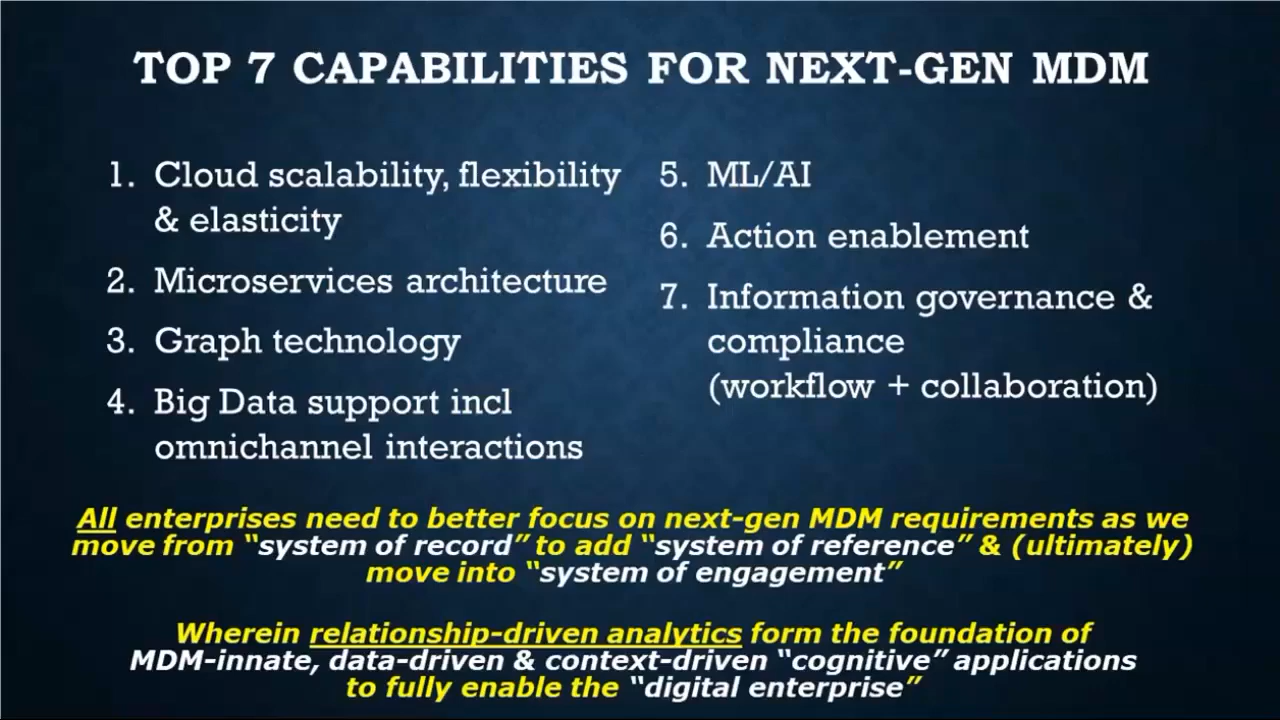 TOP 7 CAPABILITIES FOR NEXT-GEN MDM
1. Cloud scalability, flexibility
& elasticity
2. Microservices architecture
3. Graph technology
4. Big Data support incl
omnichannel interactions
5. ML/AI
6. Action enablement
7. Information governance &
compliance
(workflow + collaboration)
All enterprises need to better focus on next-gen MDM requirements as we
move from “system of record” to add “system of reference” & (ultimately)
move into “system of engagement”
Wherein relationship-driven analytics form the foundation of
MDM-innate, data-driven & context-driven “cognitive” applications
to fully enable the “digital enterprise”